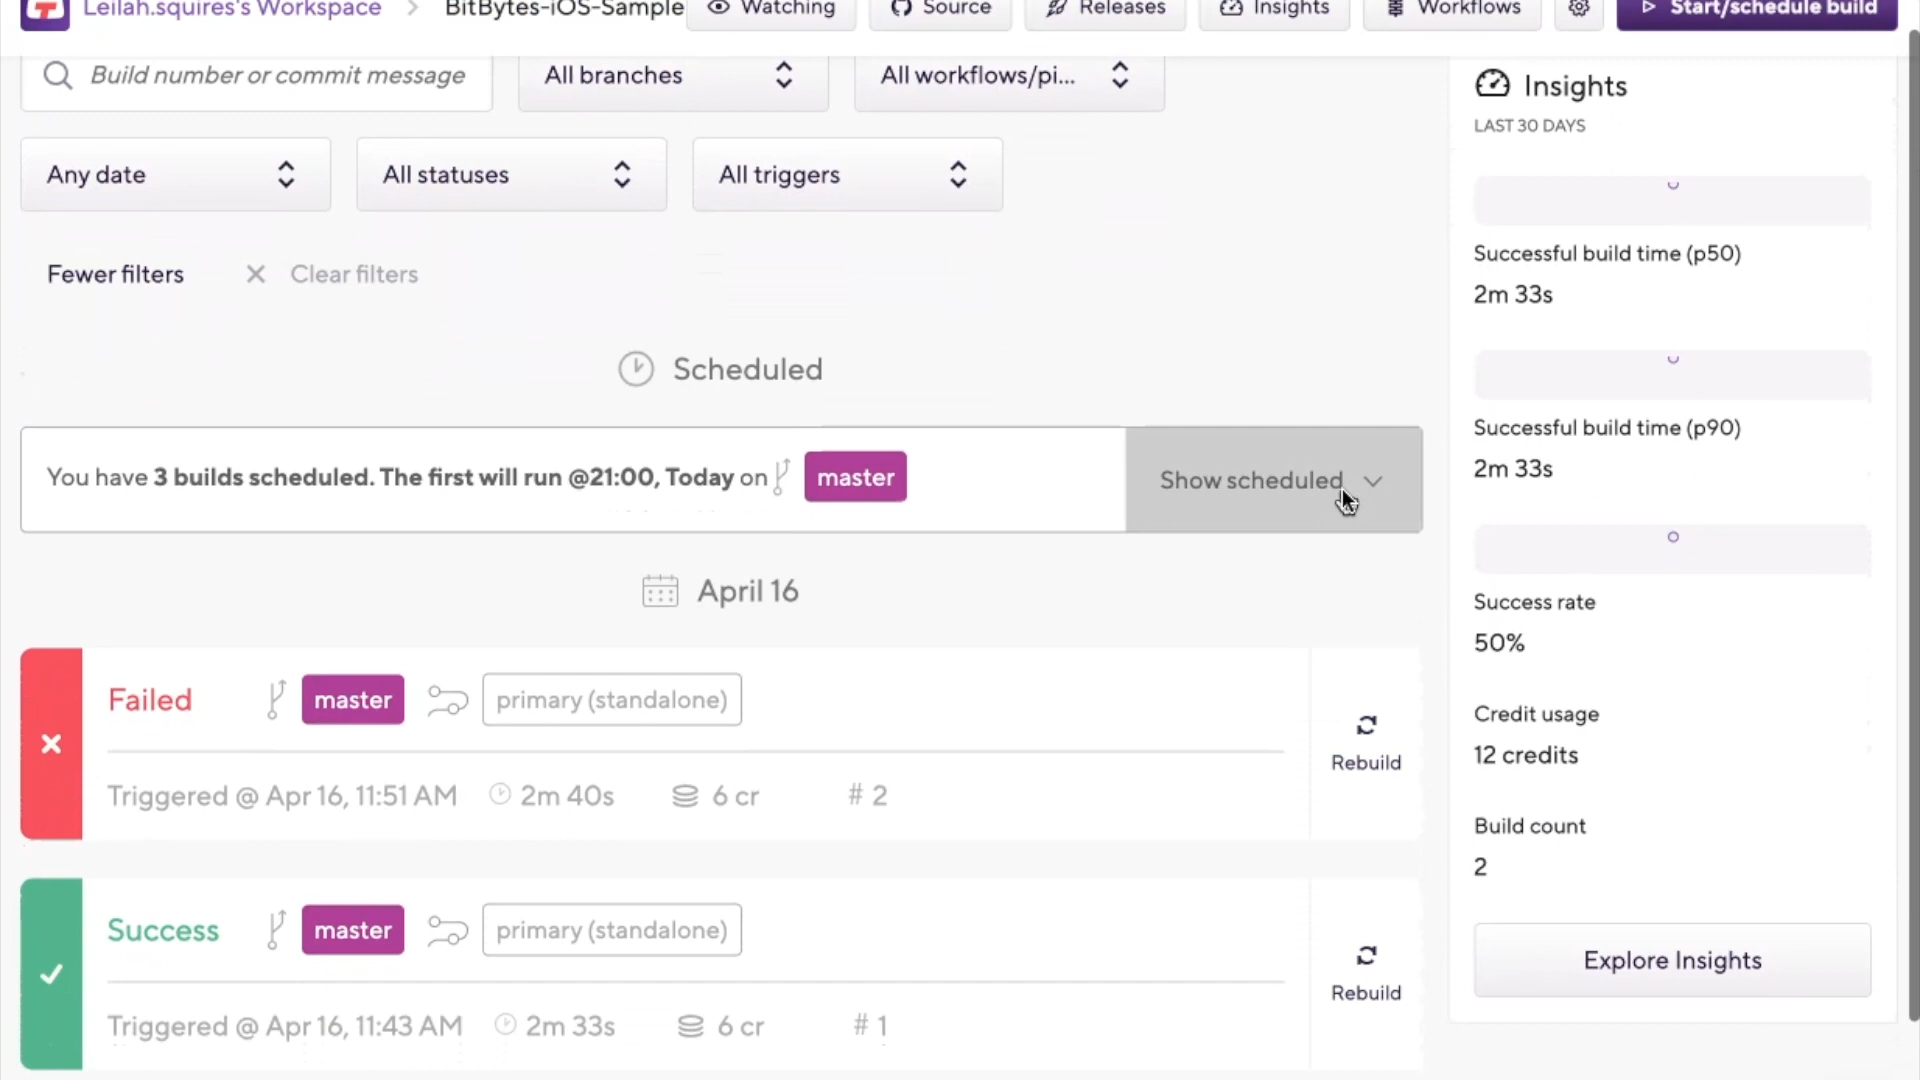 Leilah.squires's Workspace > BitBytes-iOS-Sample Watching Source Releases Insights Workflows Start/schedule build
Build number or commit message All branches All workflows/pi...
Any date All statuses All triggers
Fewer filters Clear filters
Scheduled
You have 3 builds scheduled. The first will run @21:00, Today on master Show scheduled
April 16
Failed master primary (standalone)
Rebuild
Triggered @ Apr 16, 11:51 AM 2m 40s 6 cr # 2
Success master primary (standalone)
Rebuild
Triggered @ Apr 16, 11:43 AM 2m 33s 6 cr # 1
Insights
LAST 30 DAYS
Successful build time (p50)
2m 33s
Successful build time (p90)
2m 33s
Success rate
50%
Credit usage
12 credits
Build count
2
Explore Insights